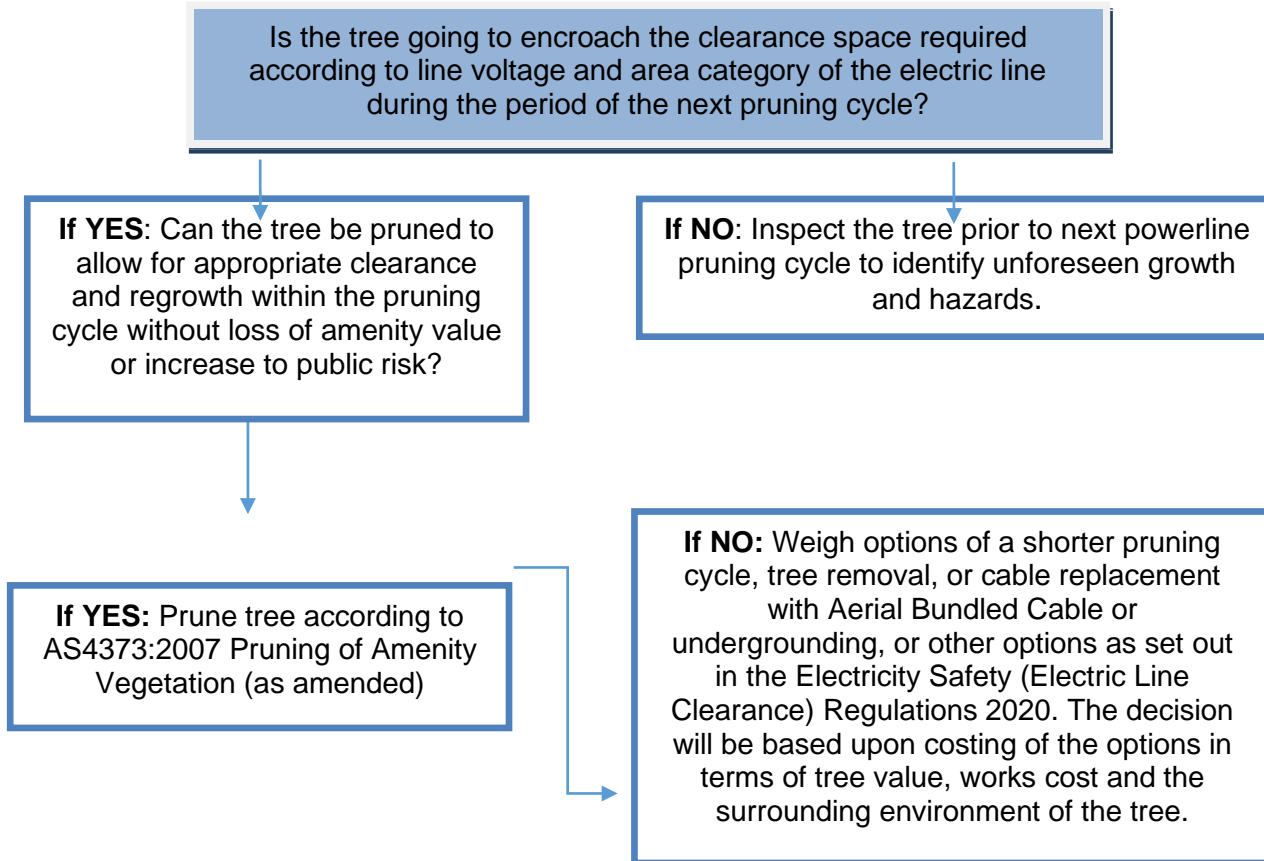 Is the tree going to encroach the clearance space required
according to line voltage and area category of the electric line
during the period of the next pruning cycle?
If YES: Can the tree be pruned to
allow for appropriate clearance
and regrowth within the pruning
cycle without loss of amenity value
or increase to public risk?
If NO: Inspect the tree prior to next powerline
pruning cycle to identify unforeseen growth
and hazards.
If YES: Prune tree according to
AS4373:2007 Pruning of Amenity
Vegetation (as amended)
If NO: Weigh options of a shorter pruning
cycle, tree removal, or cable replacement
with Aerial Bundled Cable or
undergrounding, or other options as set out
in the Electricity Safety (Electric Line
Clearance) Regulations 2020. The decision
will be based upon costing of the options in
terms of tree value, works cost and the
surrounding environment of the tree.